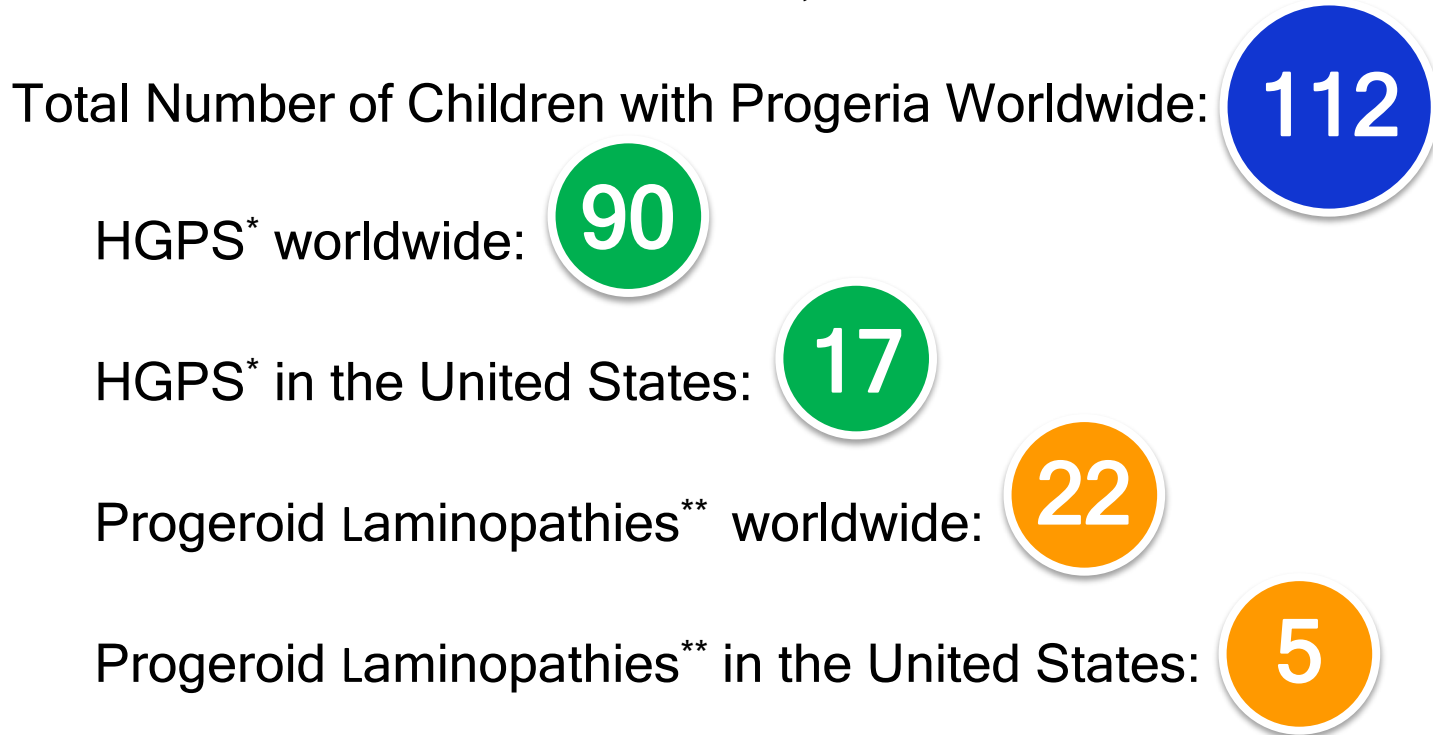 Total Number of Children with Progeria Worldwide: 112
HGPS* worldwide: 90
HGPS* in the United States: 17
Progeroid Laminopathies** worldwide: 22
Progeroid Laminopathies** in the United States: 5